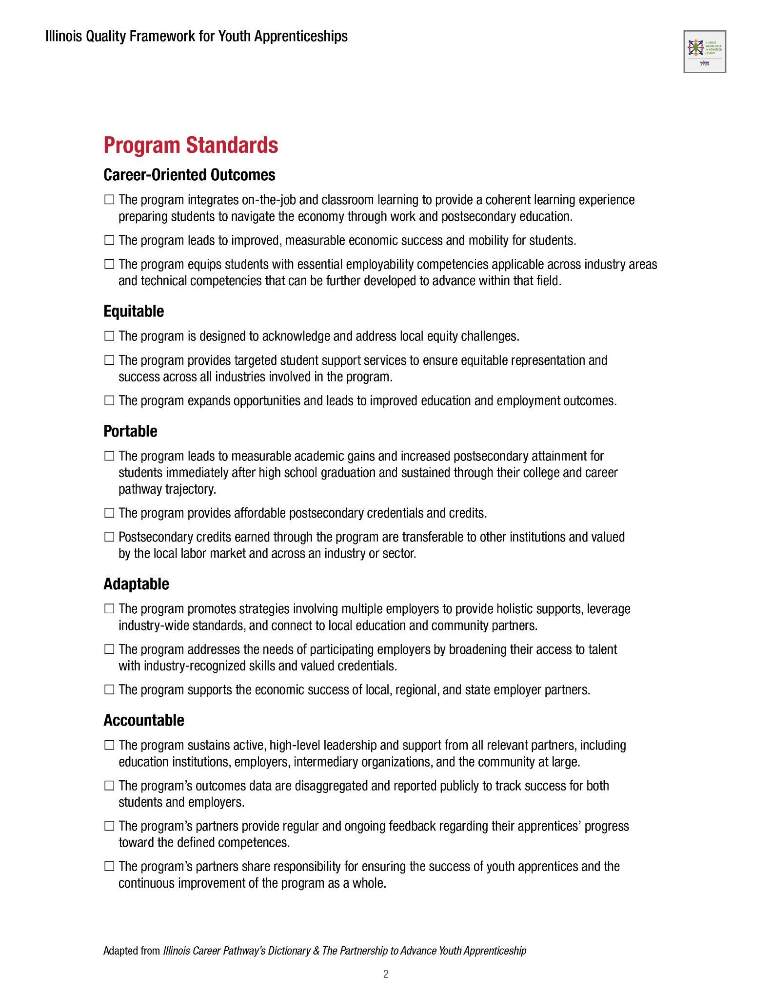 Illinois Quality Framework for Youth Apprenticeships
ILLINOIS
WORKFORCE
INNOVATION
BOARD
Program Standards
Career-Oriented Outcomes
☐ The program integrates on-the-job and classroom learning to provide a coherent learning experience
preparing students to navigate the economy through work and postsecondary education.
☐ The program leads to improved, measurable economic success and mobility for students.
☐ The program equips students with essential employability competencies applicable across industry areas
and technical competencies that can be further developed to advance within that field.
Equitable
☐ The program is designed to acknowledge and address local equity challenges.
☐ The program provides targeted student support services to ensure equitable representation and
success across all industries involved in the program.
☐ The program expands opportunities and leads to improved education and employment outcomes.
Portable
☐ The program leads to measurable academic gains and increased postsecondary attainment for
students immediately after high school graduation and sustained through their college and career
pathway trajectory.
☐ The program provides affordable postsecondary credentials and credits.
☐ Postsecondary credits earned through the program are transferable to other institutions and valued
by the local labor market and across an industry or sector.
Adaptable
☐ The program promotes strategies involving multiple employers to provide holistic supports, leverage
industry-wide standards, and connect to local education and community partners.
☐ The program addresses the needs of participating employers by broadening their access to talent
with industry-recognized skills and valued credentials.
☐ The program supports the economic success of local, regional, and state employer partners.
Accountable
☐ The program sustains active, high-level leadership and support from all relevant partners, including
education institutions, employers, intermediary organizations, and the community at large.
☐ The program’s outcomes data are disaggregated and reported publicly to track success for both
students and employers.
☐ The program’s partners provide regular and ongoing feedback regarding their apprentices’ progress
toward the defined competences.
☐ The program’s partners share responsibility for ensuring the success of youth apprentices and the
continuous improvement of the program as a whole.
Adapted from Illinois Career Pathway’s Dictionary & The Partnership to Advance Youth Apprenticeship
2